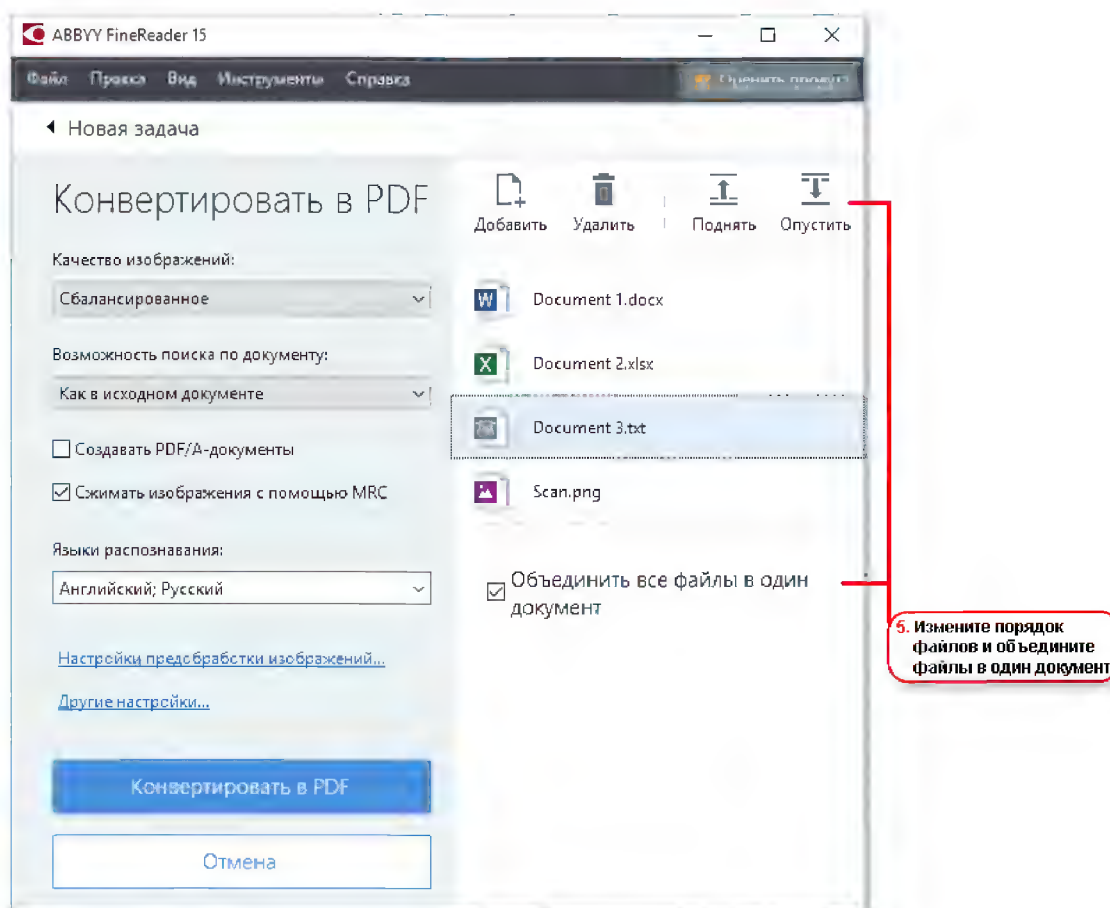 ABBYY FineReader 15
Файл Правка Вид Инструменты Справка Оценить продукт
Новая задача
Конвертировать в PDF
Добавить Удалить Поднять Опустить
Качество изображений:
Сбалансированное
Document 1.docx
Возможность поиска по документу:
Document 2.xlsx
Как в исходном документе
Document 3.txt
Создавать PDF/A-документы
Сжимать изображения с помощью MRC
Scan.png
Языки распознавания:
Английский; Русский
Объединить все файлы в один
документ
5. Измените порядок
файлов и объедините
файлы в один документ
Настройки предобработки изображений...
Другие настройки...
Конвертировать в PDF
Отмена